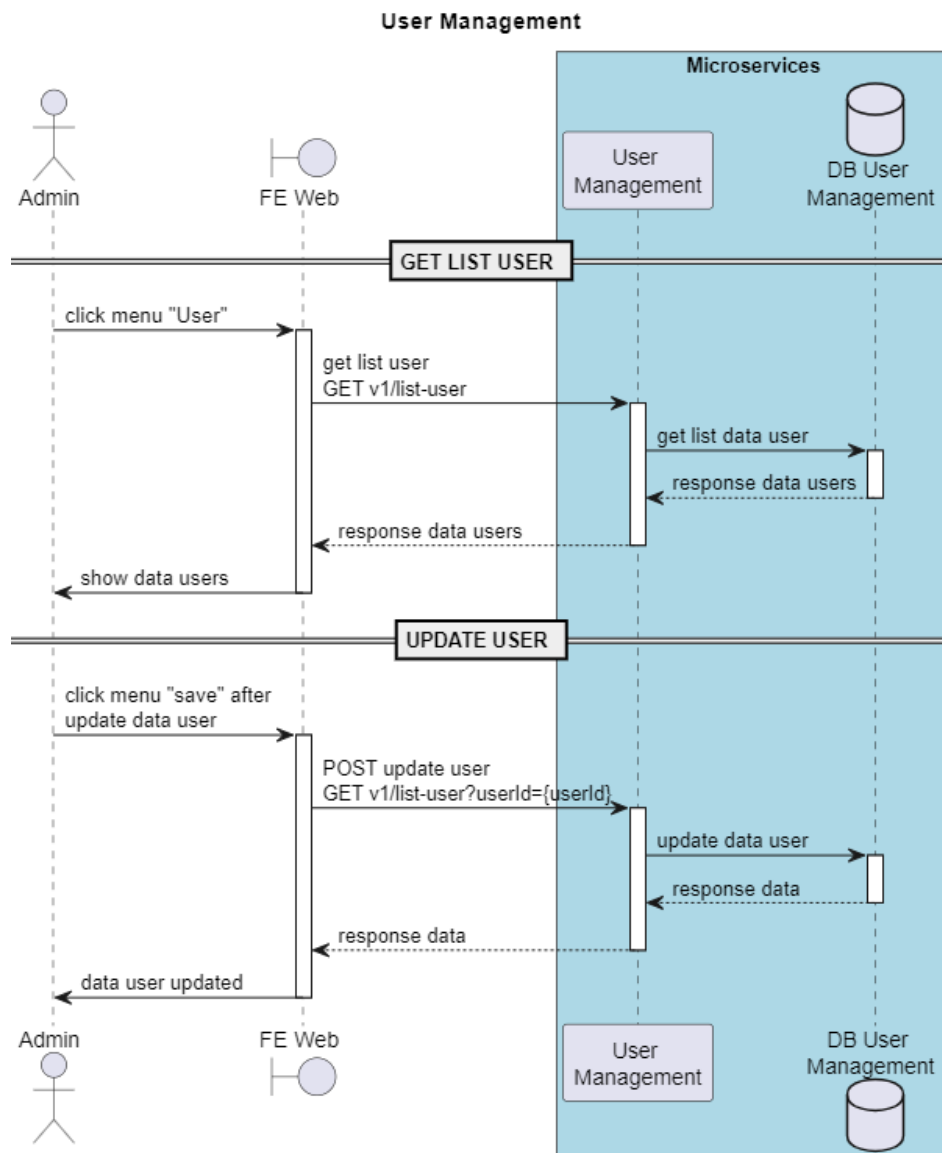 User Management
Microservices
Admin
FE Web
User
Management
DB User
Management
GET LIST USER
click menu "User"
get list user
GET v1/list-user
get list data user
response data users
response data users
show data users
UPDATE USER
click menu "save" after
update data user
POST update user
GET v1/list-user?userId={userId}
update data user
response data
response data
data user updated
Admin
FE Web
User
Management
DB User
Management